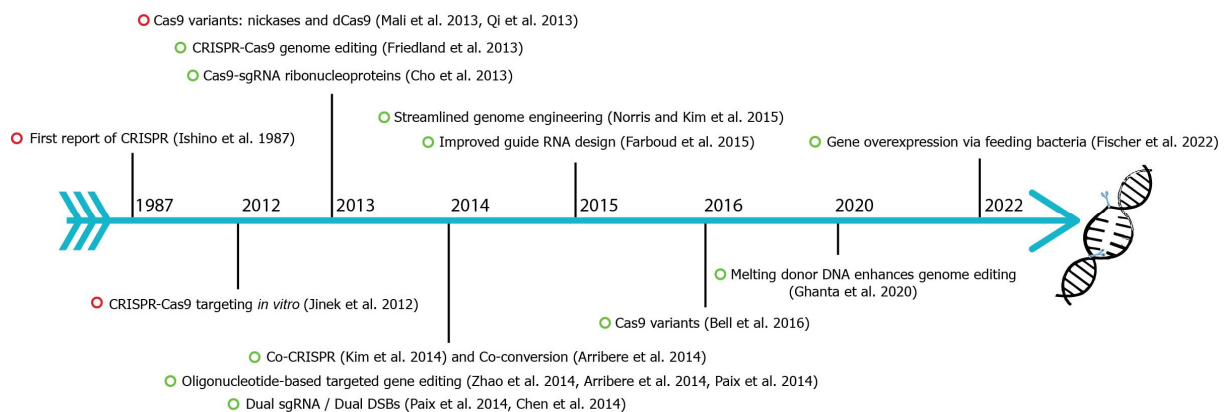 Cas9 variants: nickases and dCas9 (Mali et al. 2013, Qi et al. 2013)
CRISPR-Cas9 genome editing (Friedland et al. 2013)
Cas9-sgRNA ribonucleoproteins (Cho et al. 2013)
Streamlined genome engineering (Norris and Kim et al. 2015)
First report of CRISPR (Ishino et al. 1987)
Improved guide RNA design (Farboud et al. 2015)
Gene overexpression via feeding bacteria (Fischer et al. 2022)
1987
2012
2013
2014
2015
2016
2020
2022
Melting donor DNA enhances genome editing
(Ghanta et al. 2020)
CRISPR-Cas9 targeting in vitro (Jinek et al. 2012)
Cas9 variants (Bell et al. 2016)
Co-CRISPR (Kim et al. 2014) and Co-conversion (Arribere et al. 2014)
Oligonucleotide-based targeted gene editing (Zhao et al. 2014, Arribere et al. 2014, Paix et al. 2014)
Dual sgRNA / Dual DSBs (Paix et al. 2014, Chen et al. 2014)